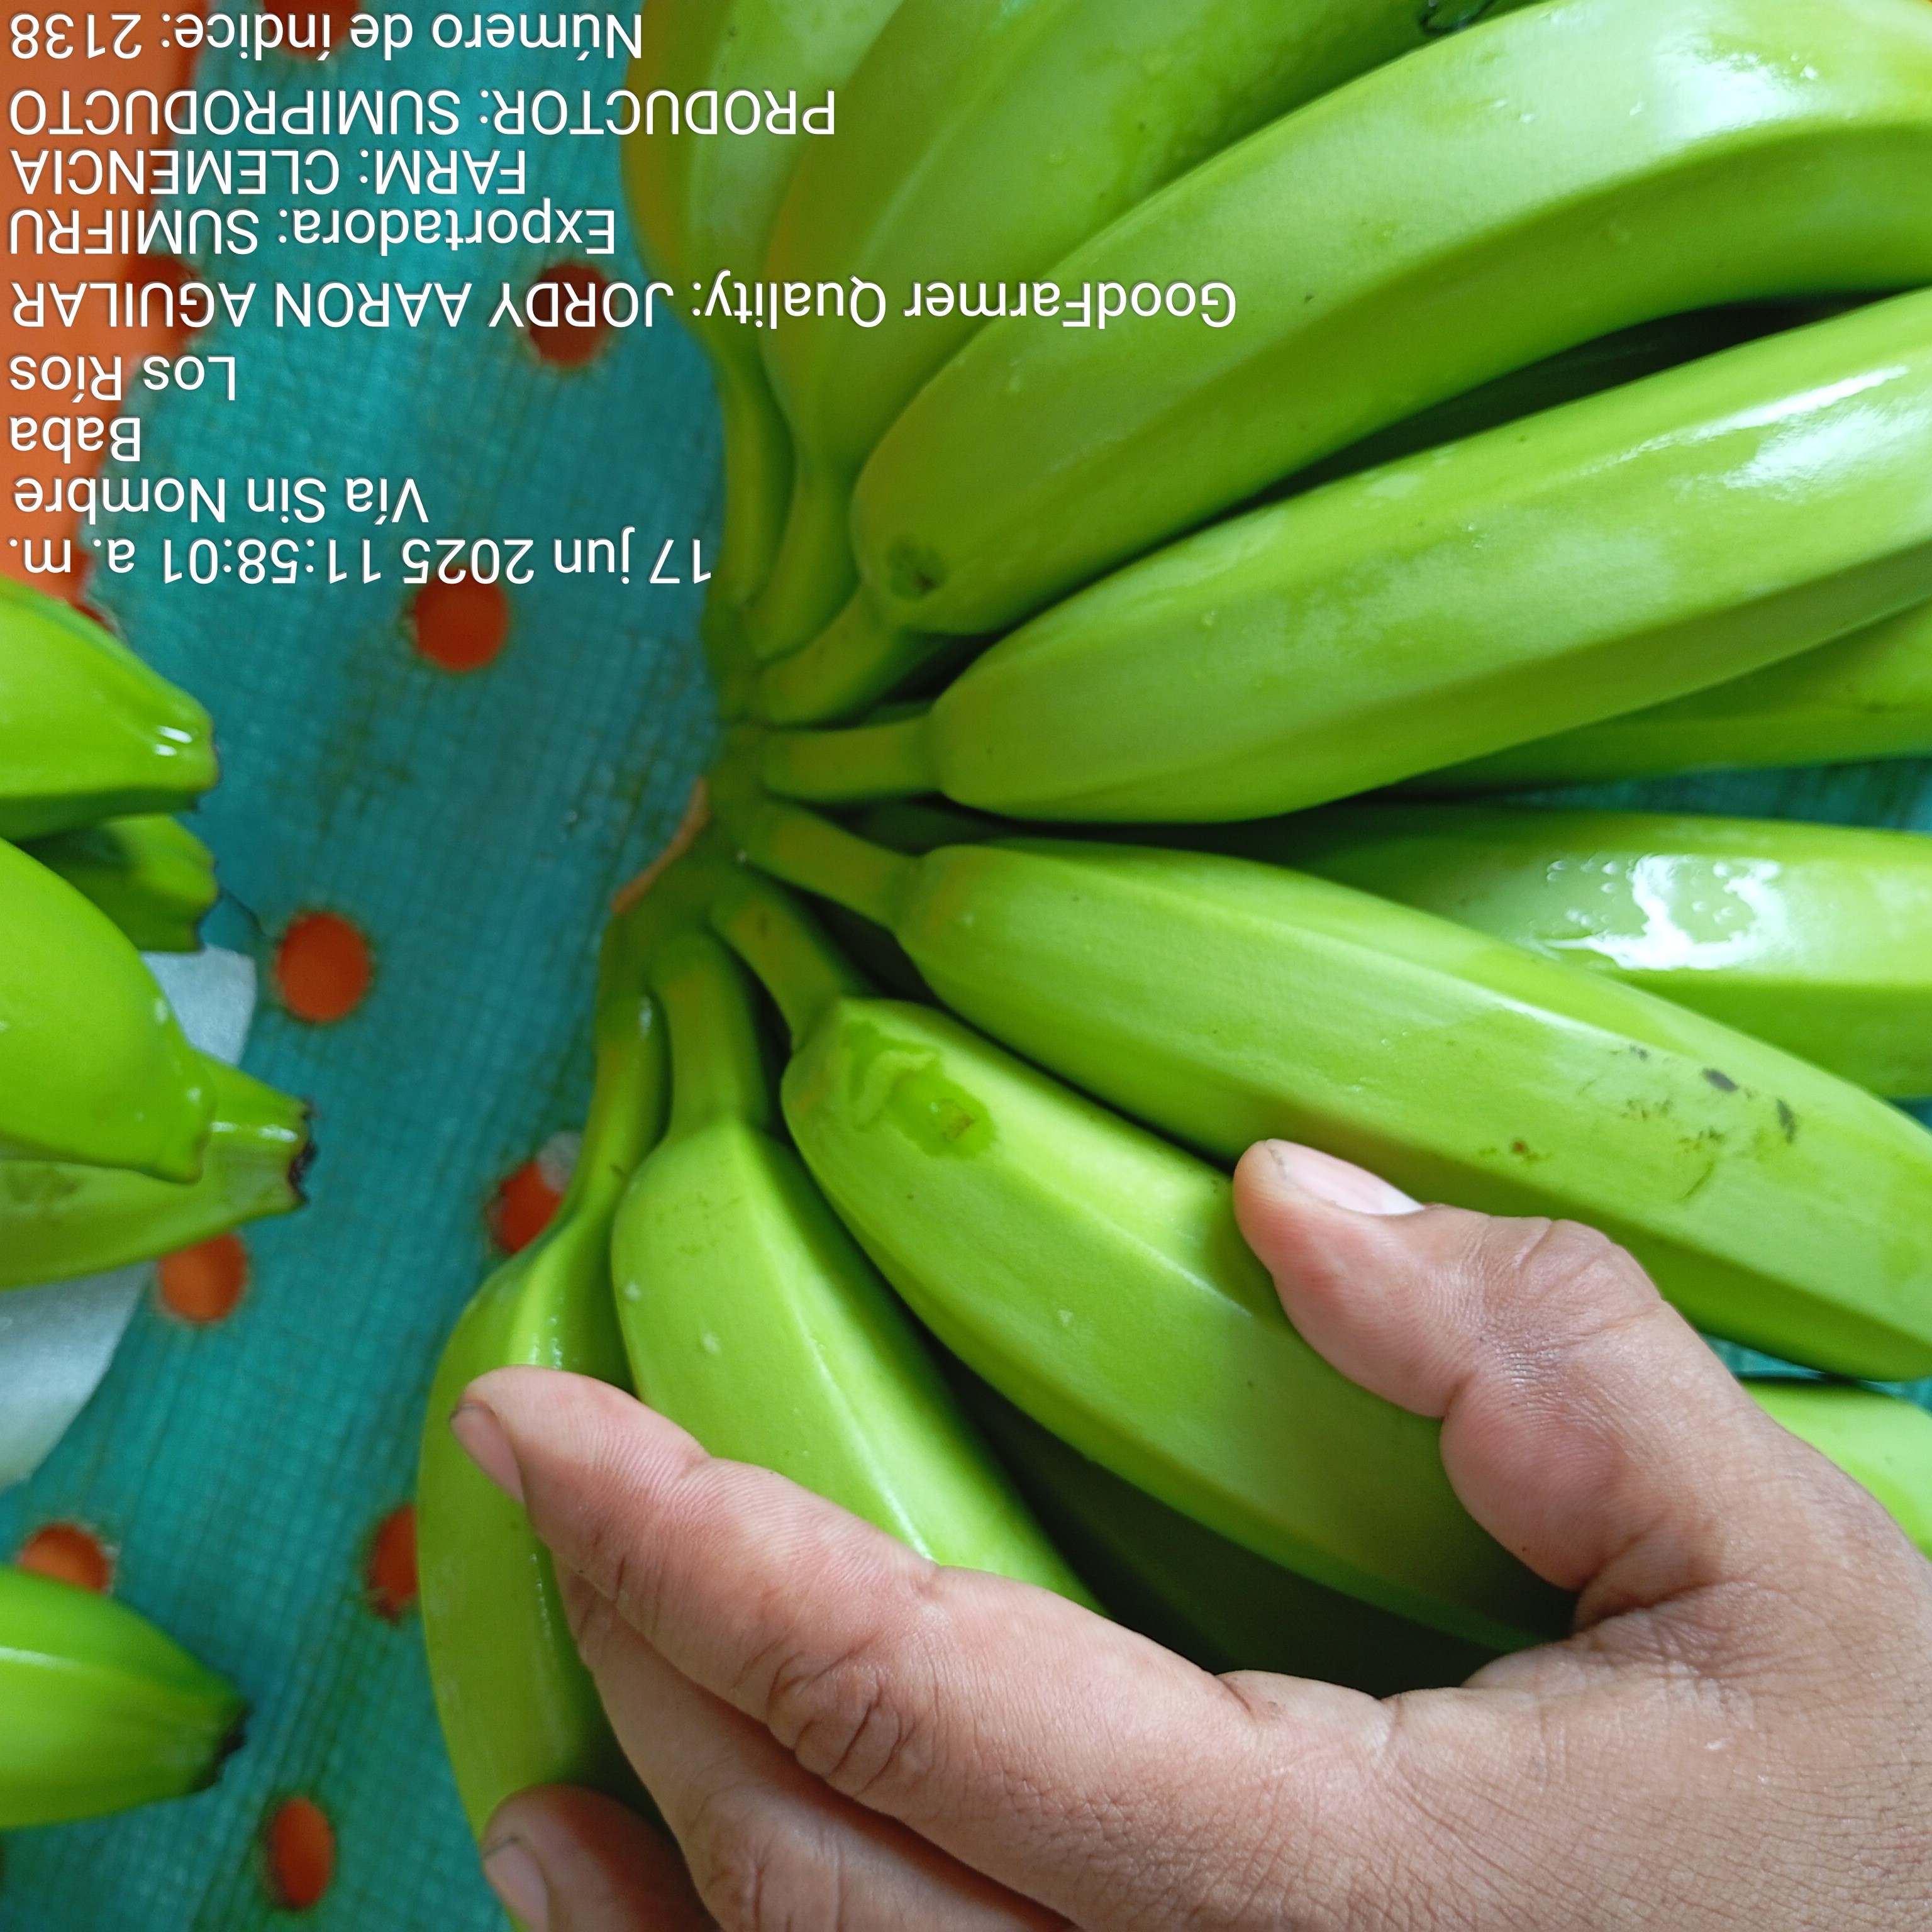 17 jun 2025 11:58:01 a. m.
Vía Sin Nombre
Baba
Los Ríos
GoodFarmer Quality: JORDY AARON AGUILAR
Exportadora: SUMIFRU
FARM: CLEMENCIA
PRODUCTOR: SUMIPRODUCTO
Número de índice: 2138